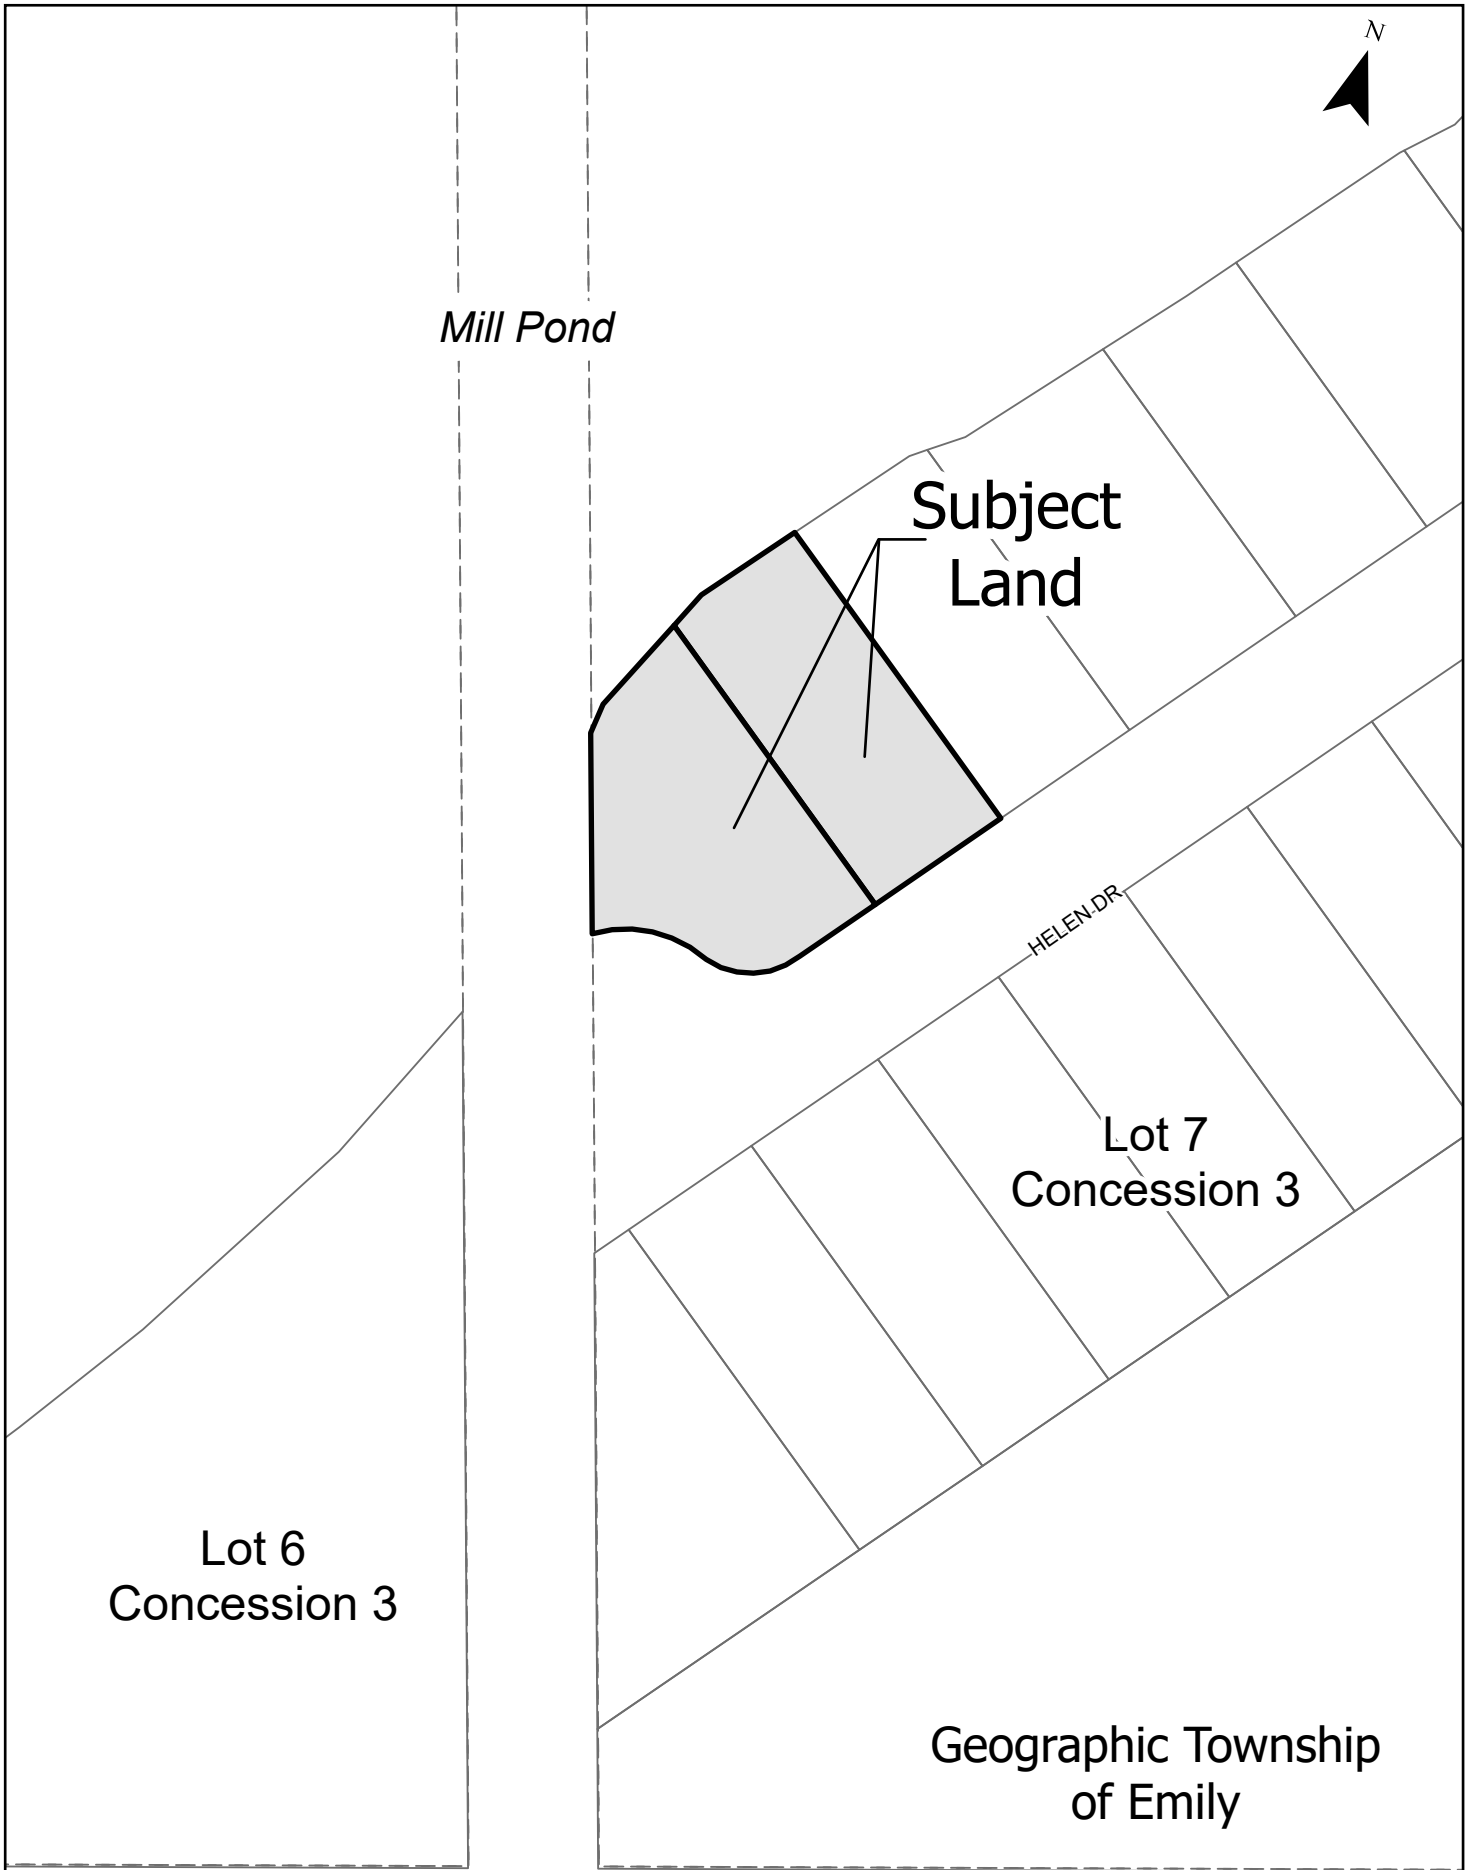 N
Mill Pond
Subject
Land
HELEN DR
Lot 7
Concession 3
Lot 6
Concession 3
Geographic Township
of Emily